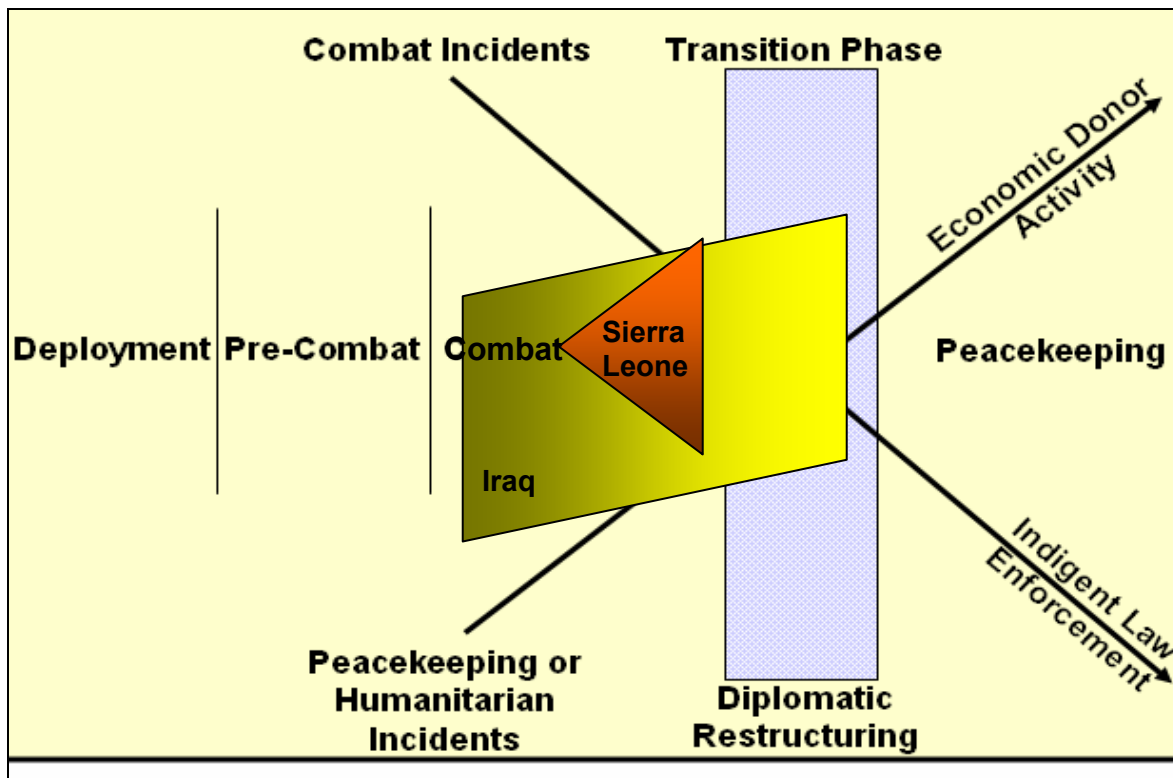 Combat Incidents
Transition Phase
Economic Donor
Activity
Deployment
Pre-Combat
Combat
Sierra
Leone
Peacekeeping
Iraq
Indigent Law
Enforcement
Peacekeeping or
Humanitarian
Incidents
Diplomatic
Restructuring